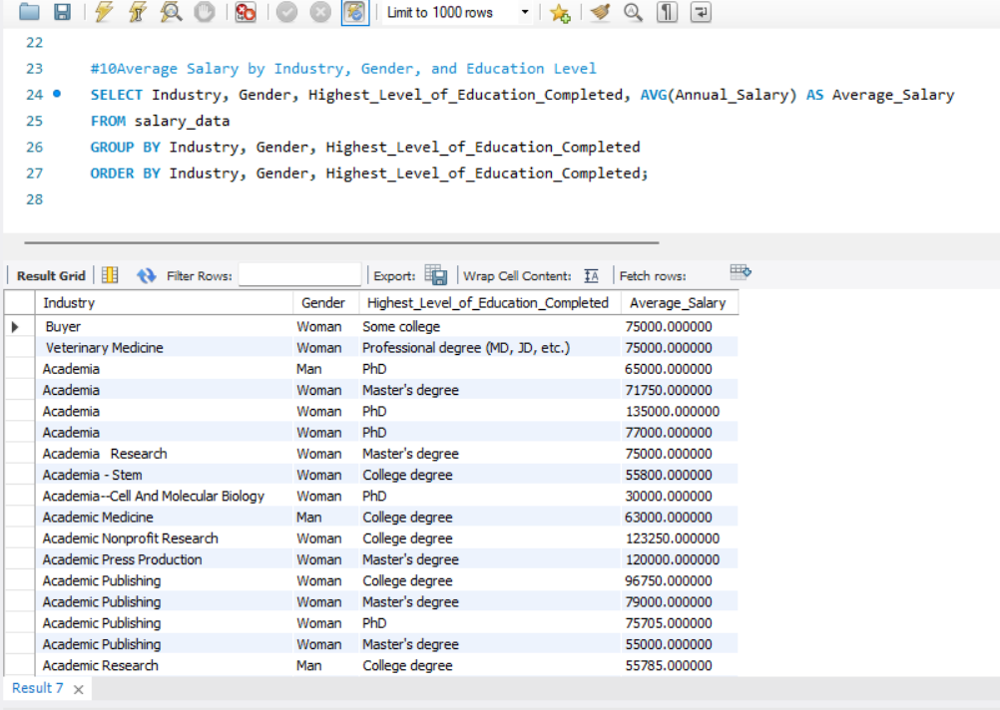 Limit to 1000 rows
22
23 #10Average Salary by Industry, Gender, and Education Level
24 SELECT Industry, Gender, Highest_Level_of_Education_Completed, AVG(Annual_Salary) AS Average_Salary
25 FROM salary_data
26 GROUP BY Industry, Gender, Highest_Level_of_Education_Completed
27 ORDER BY Industry, Gender, Highest_Level_of_Education_Completed;
28
Result Grid Filter Rows: Export: Wrap Cell Content: Fetch rows:
Industry Gender Highest_Level_of_Education_Completed Average_Salary
Buyer Woman Some college 75000.000000
Veterinary Medicine Woman Professional degree (MD, JD, etc.) 75000.000000
Academia Man PhD 65000.000000
Academia Woman Master's degree 71750.000000
Academia Woman PhD 135000.000000
Academia Woman PhD 77000.000000
Academia Research Woman Master's degree 75000.000000
Academia - Stem Woman College degree 55800.000000
Academia--Cell And Molecular Biology Woman PhD 30000.000000
Academic Medicine Man College degree 63000.000000
Academic Nonprofit Research Woman College degree 123250.000000
Academic Press Production Woman Master's degree 120000.000000
Academic Publishing Woman College degree 96750.000000
Academic Publishing Woman Master's degree 79000.000000
Academic Publishing Woman PhD 75705.000000
Academic Publishing Woman Master's degree 55000.000000
Academic Research Man College degree 55785.000000
Result 7